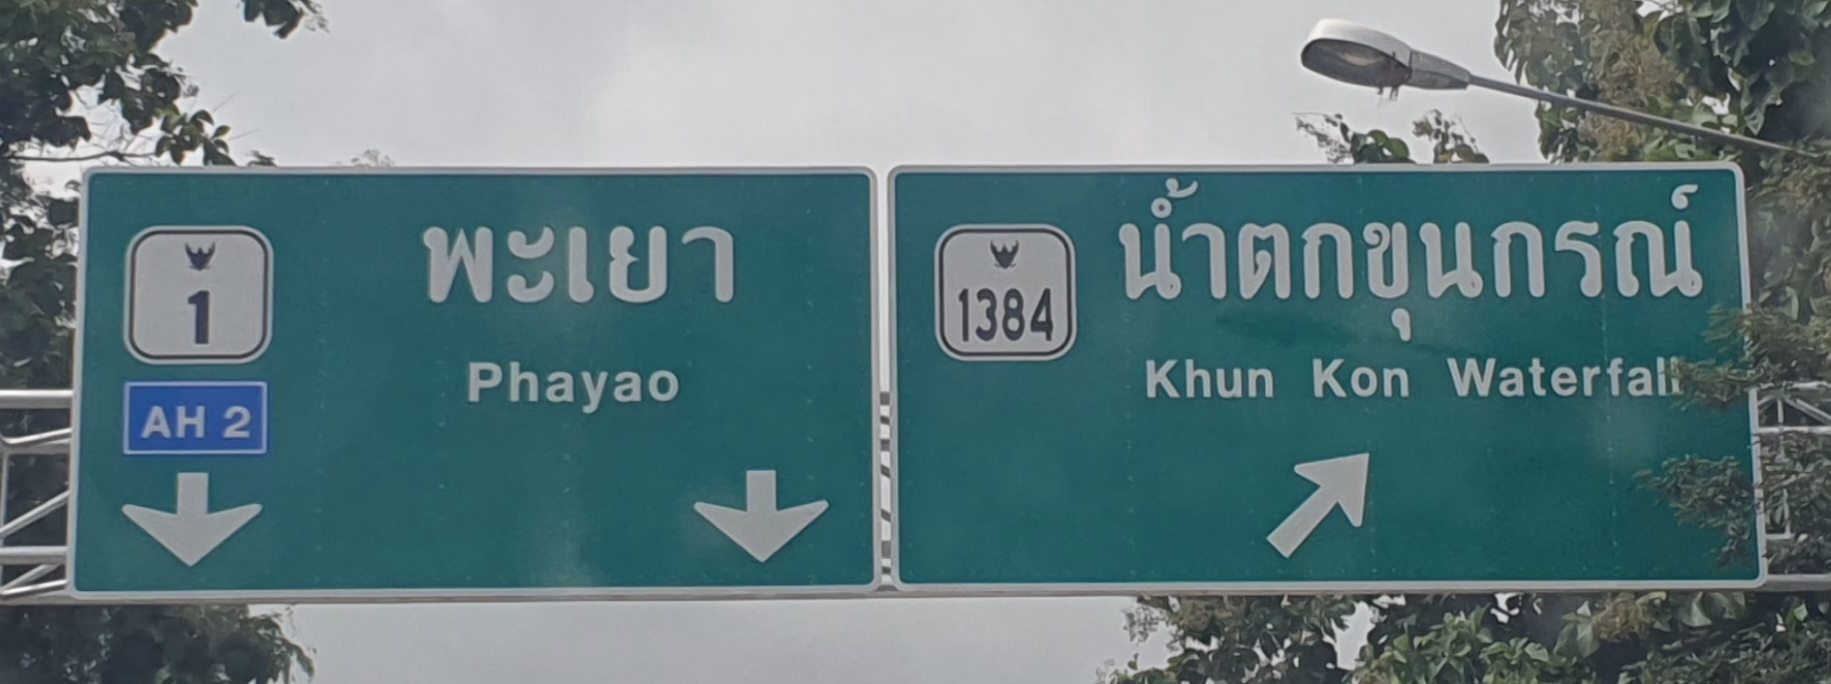 พะเยา
1
Phayao
AH 2
น้ำตกขุนกรณ์
1384
Khun Kon Waterfall